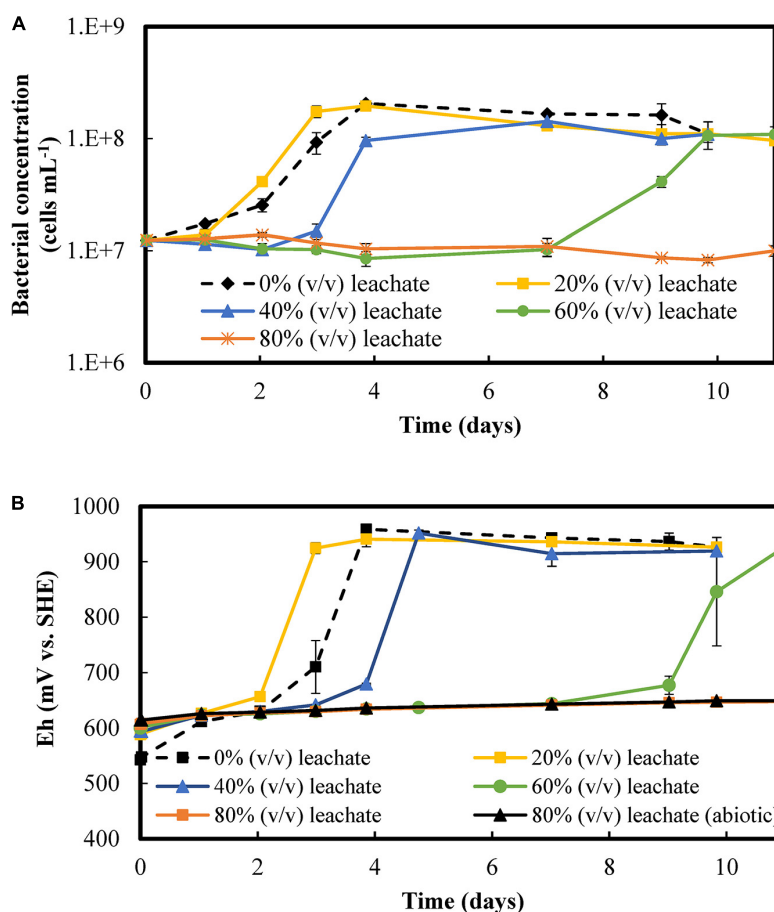 A
1.E+9
1.E+8
1.E+7
1.E+6
Bacterial concentration
(cells mL⁻¹)
0% (v/v) leachate
20% (v/v) leachate
40% (v/v) leachate
60% (v/v) leachate
80% (v/v) leachate
0 2 4 6 8 10
Time (days)
B
1000
900
800
700
600
500
400
Eh (mV vs. SHE)
0% (v/v) leachate
20% (v/v) leachate
40% (v/v) leachate
60% (v/v) leachate
80% (v/v) leachate
80% (v/v) leachate (abiotic)
0 2 4 6 8 10
Time (days)